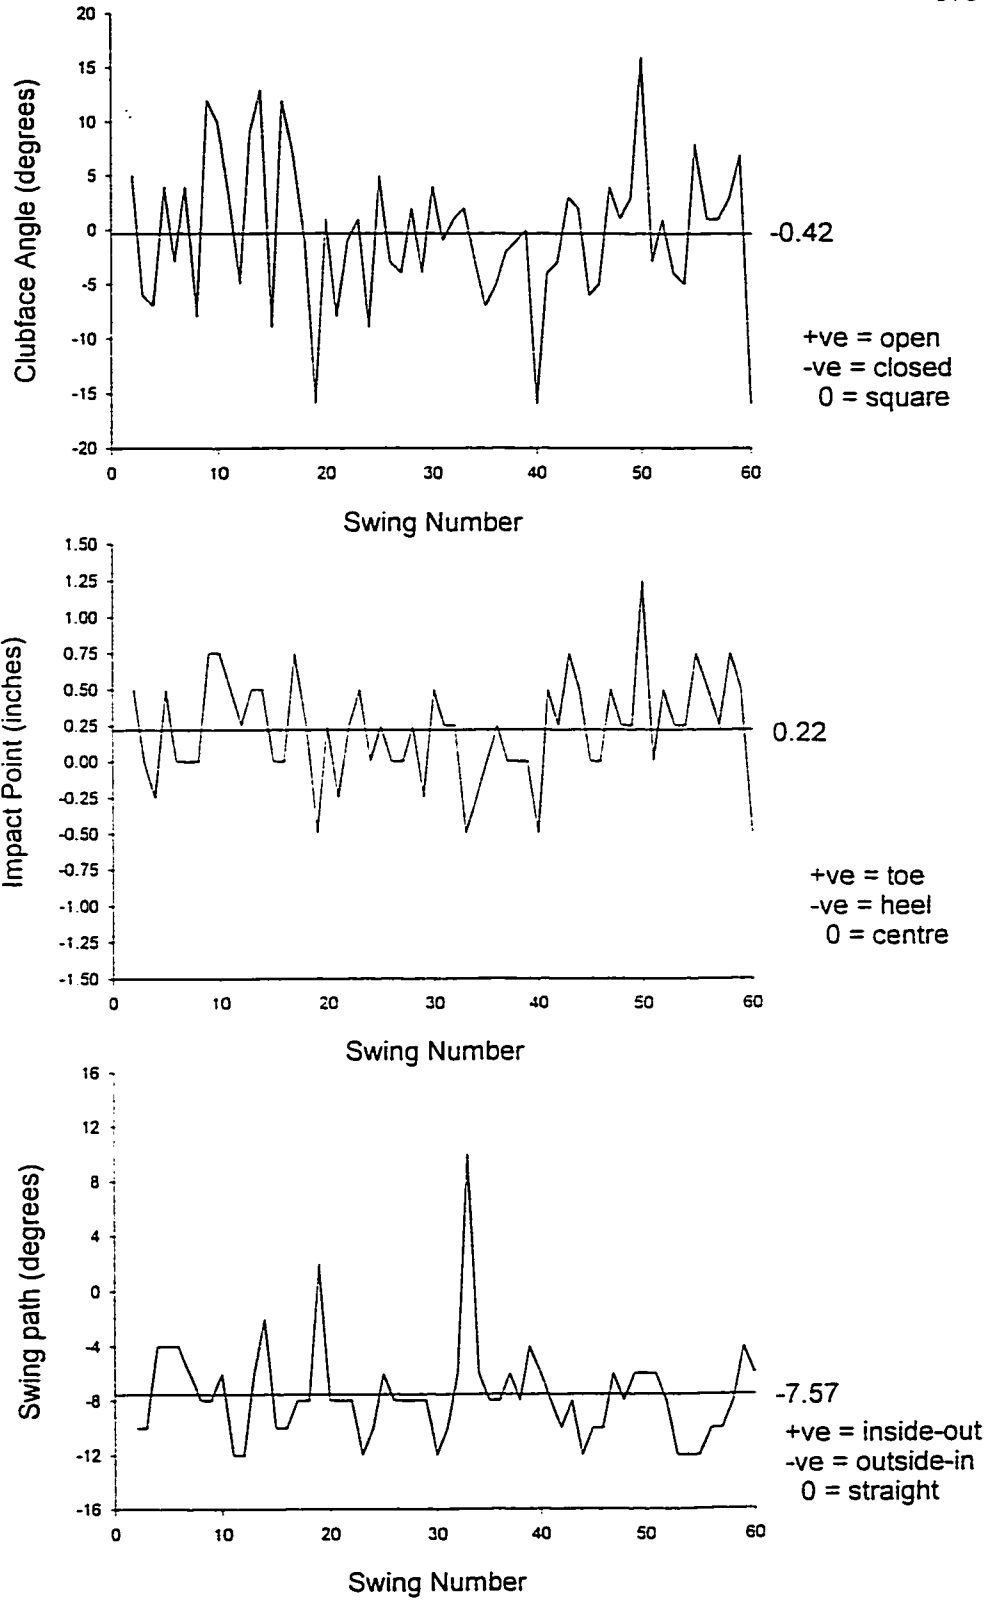 20
15
10
5
0
-5
-10
-15
-20
Clubface Angle (degrees)
0 10 20 30 40 50 60
Swing Number
-0.42
+ve = open
-ve = closed
0 = square
1.50
1.25
1.00
0.75
0.50
0.25
0.00
-0.25
-0.50
-0.75
-1.00
-1.25
-1.50
Impact Point (inches)
0 10 20 30 40 50 60
Swing Number
0.22
+ve = toe
-ve = heel
0 = centre
16
12
8
4
0
-4
-8
-12
-16
Swing path (degrees)
0 10 20 30 40 50 60
Swing Number
-7.57
+ve = inside-out
-ve = outside-in
0 = straight